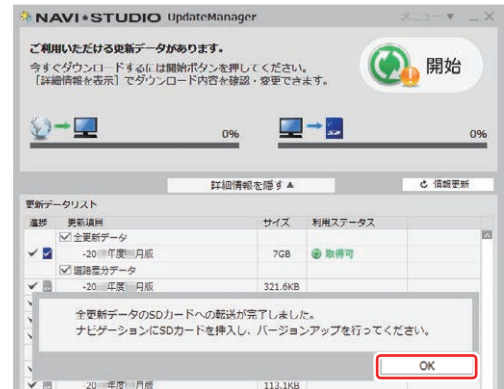 NAVI*STUDIO UpdateManager
メニュー ▼ _ X
ご利用いただける更新データがあります。
今すぐダウンロードするには開始ボタンを押してください。
［詳細情報を表示］でダウンロード内容を確認・変更できます。
開始
0%
0%
詳細情報を隠す▲
情報更新
更新データリスト
進捗 更新項目 サイズ 利用ステータス
全更新データ
-20 年度 月版 7GB 取得可
道路差分データ
-20 年度 月版 321.6KB
全更新データのSDカードへの転送が完了しました。
ナビゲーションにSDカードを挿入し、バージョンアップを行ってください。
OK
-20 年度 月版 113.1KB